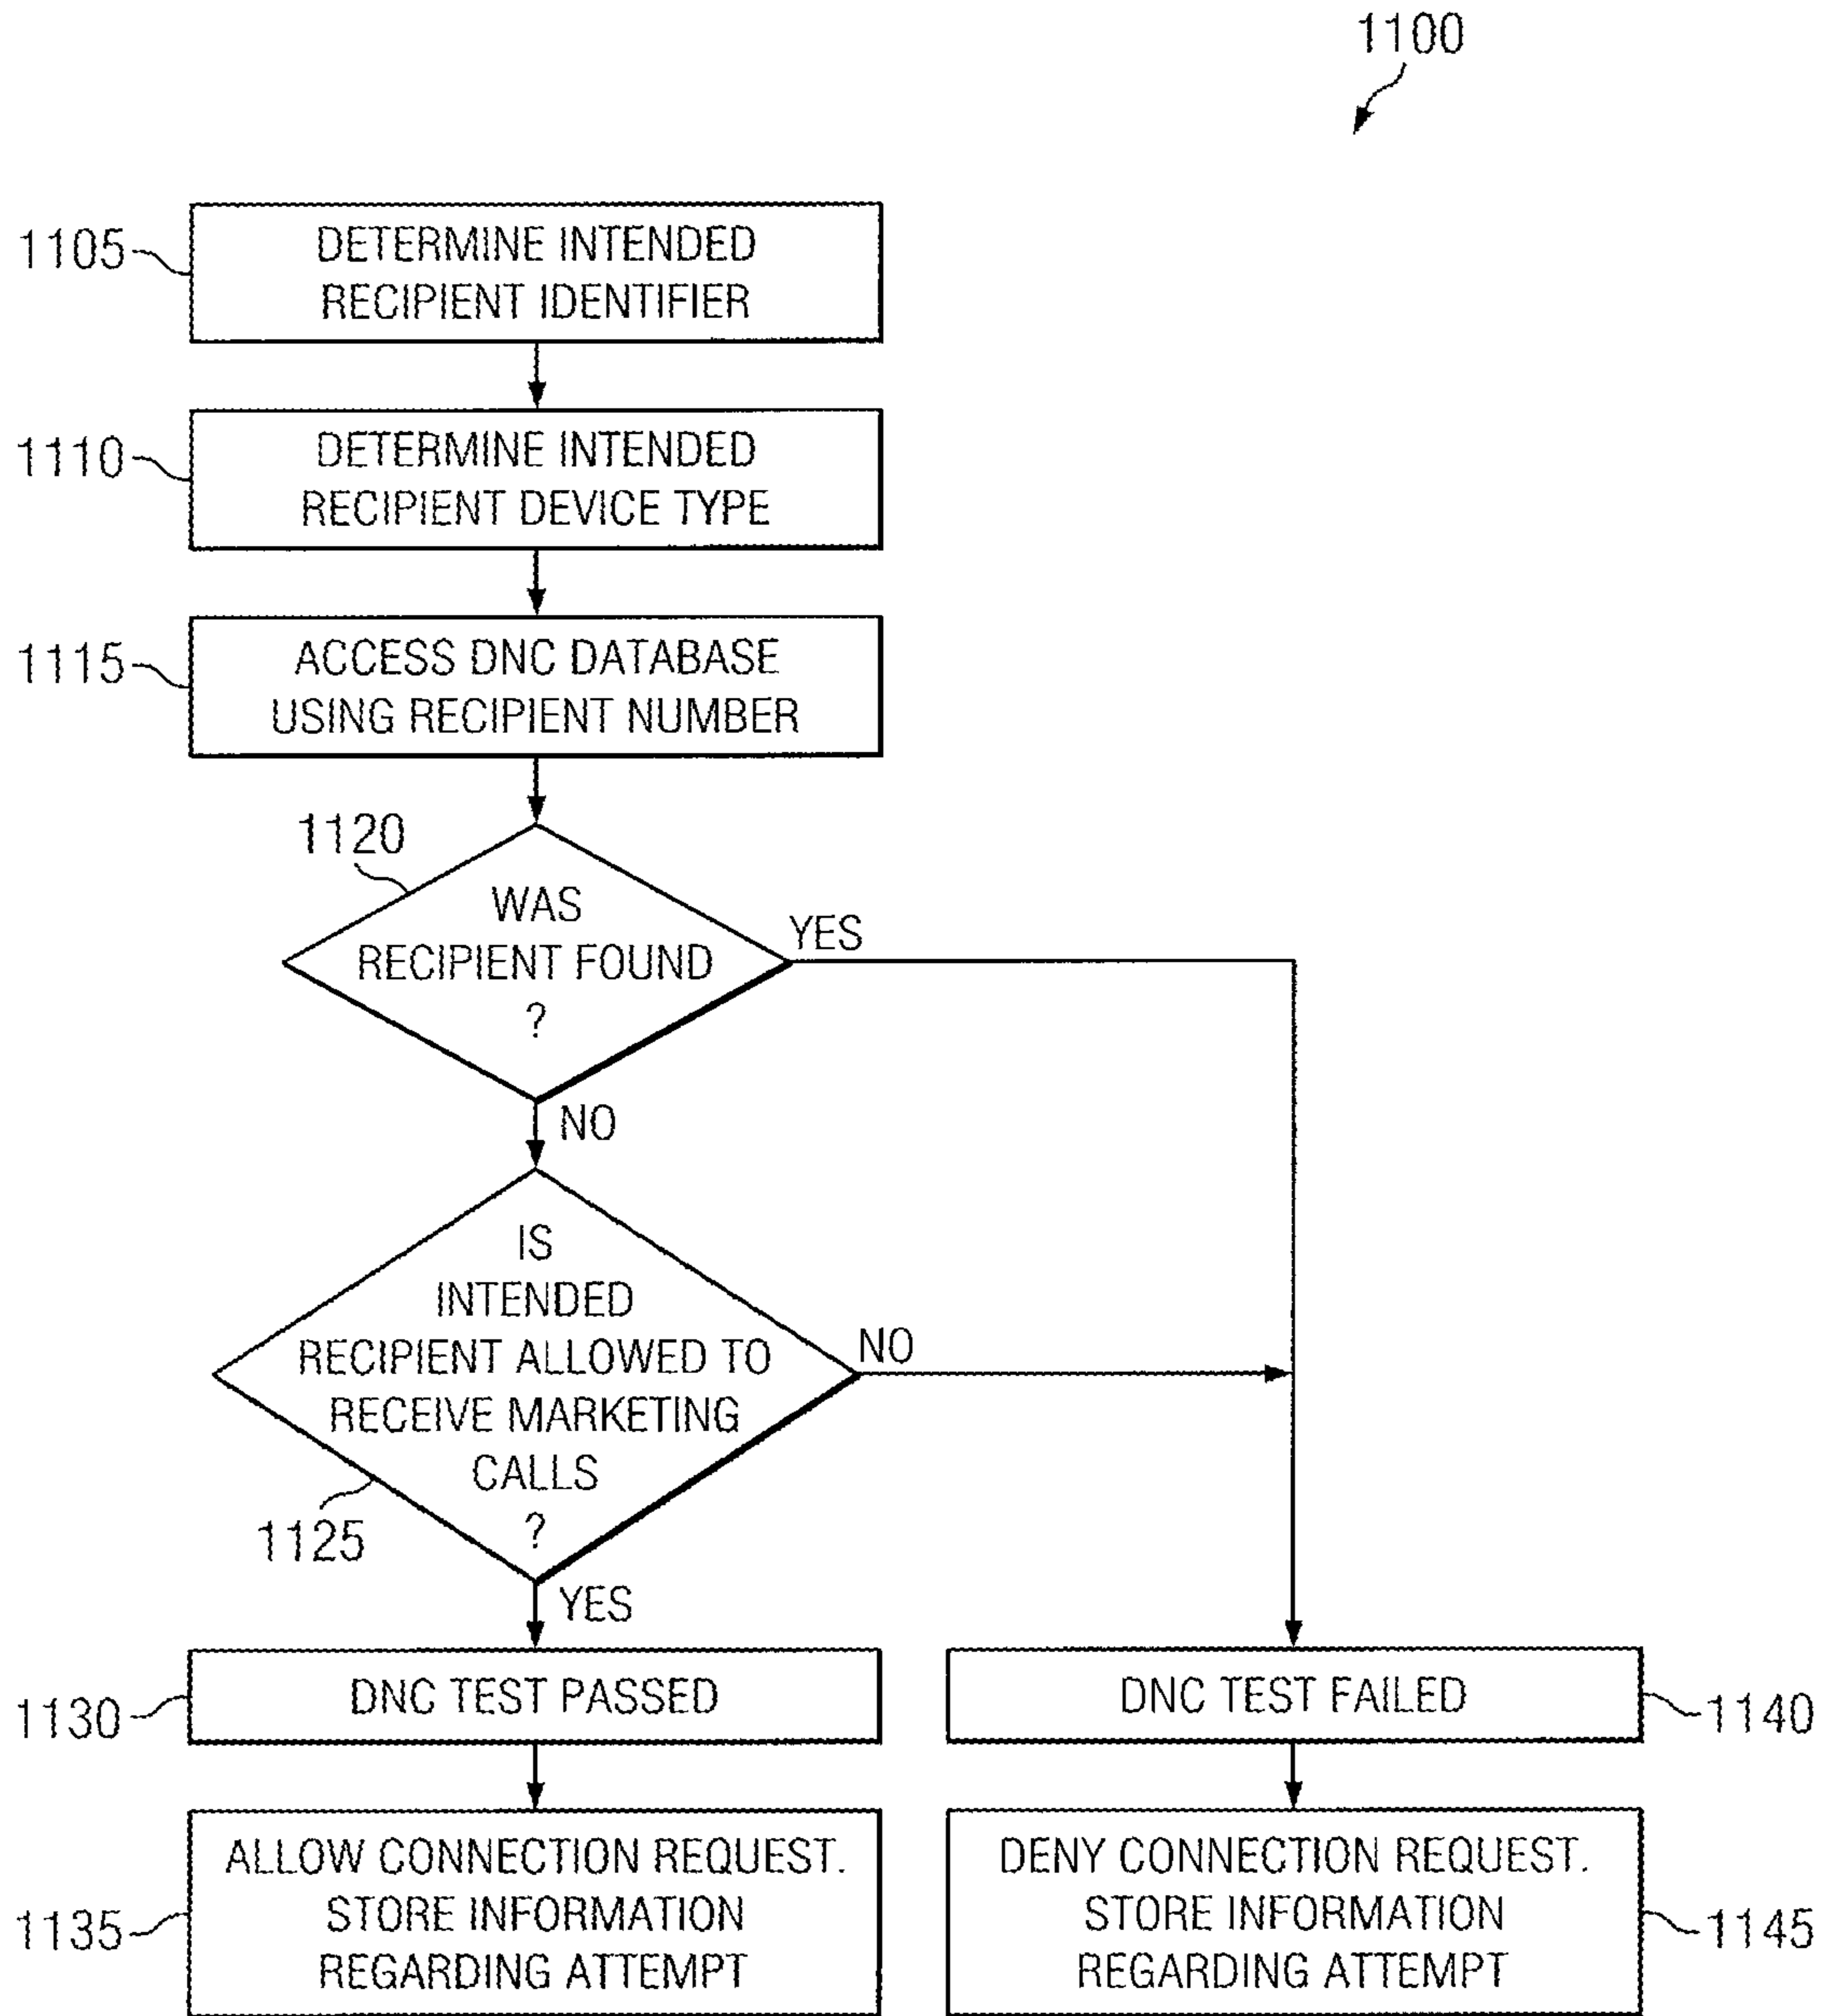 1100
1105
DETERMINE INTENDED
RECIPIENT IDENTIFIER
1110
DETERMINE INTENDED
RECIPIENT DEVICE TYPE
1115
ACCESS DNC DATABASE
USING RECIPIENT NUMBER
1120
WAS
RECIPIENT FOUND
?
YES
NO
IS
INTENDED
RECIPIENT ALLOWED TO
RECEIVE MARKETING
CALLS
?
NO
1125
YES
1130
DNC TEST PASSED
DNC TEST FAILED
1140
1135
ALLOW CONNECTION REQUEST.
STORE INFORMATION
REGARDING ATTEMPT
DENY CONNECTION REQUEST.
STORE INFORMATION
REGARDING ATTEMPT
1145